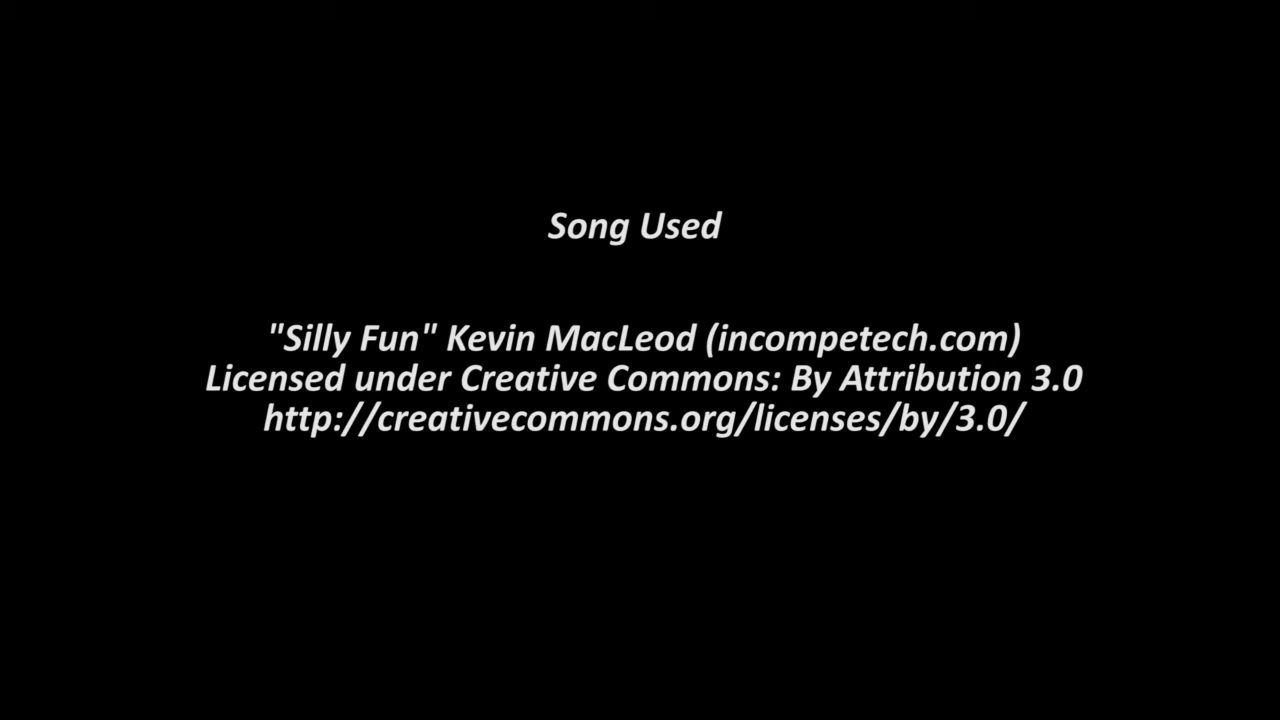 Song Used
"Silly Fun" Kevin MacLeod (incompetech.com)
Licensed under Creative Commons: By Attribution 3.0
http://creativecommons.org/licenses/by/3.0/